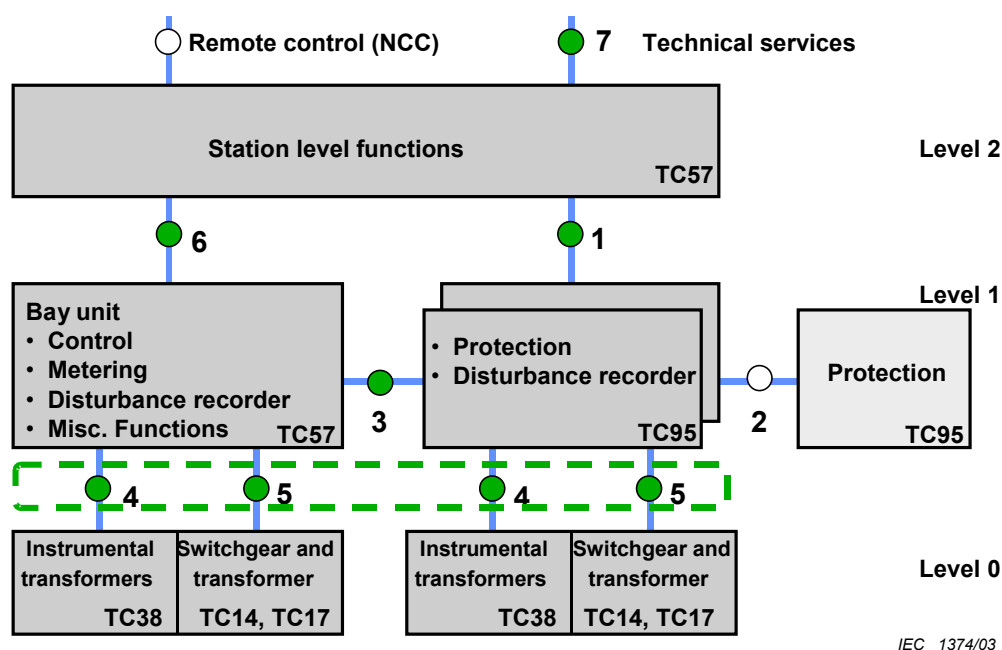 Remote control (NCC)
7 Technical services
Station level functions
TC57
Level 2
6
1
Level 1
Bay unit
• Control
• Metering
• Disturbance recorder
• Misc. Functions
TC57
3
• Protection
• Disturbance recorder
TC95
2
Protection
TC95
4
5
4
5
Instrumental
transformers
TC38
Switchgear and
transformer
TC14, TC17
Instrumental
transformers
TC38
Switchgear and
transformer
TC14, TC17
Level 0
IEC 1374/03